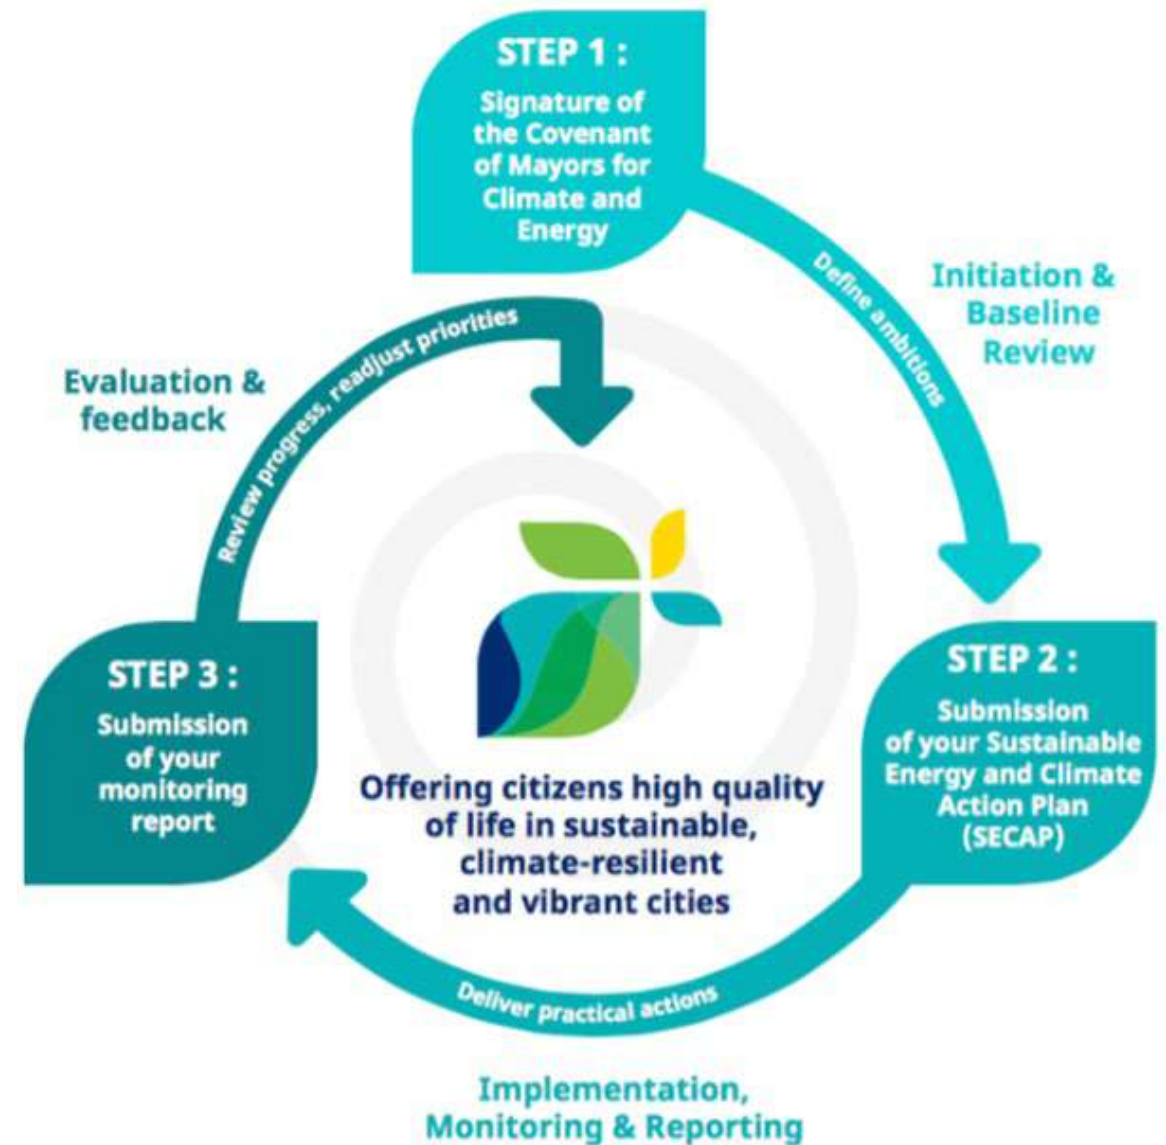 STEP 1 :
Signature of
the Covenant
of Mayors for
Climate and
Energy
Define ambitions
Initiation &
Baseline
Review
STEP 2 :
Submission
of your Sustainable
Energy and Climate
Action Plan
(SECAP)
Deliver practical actions
Implementation,
Monitoring & Reporting
STEP 3 :
Submission
of your
monitoring
report
Review progress, readjust priorities
Evaluation &
feedback
Offering citizens high quality
of life in sustainable,
climate-resilient
and vibrant cities